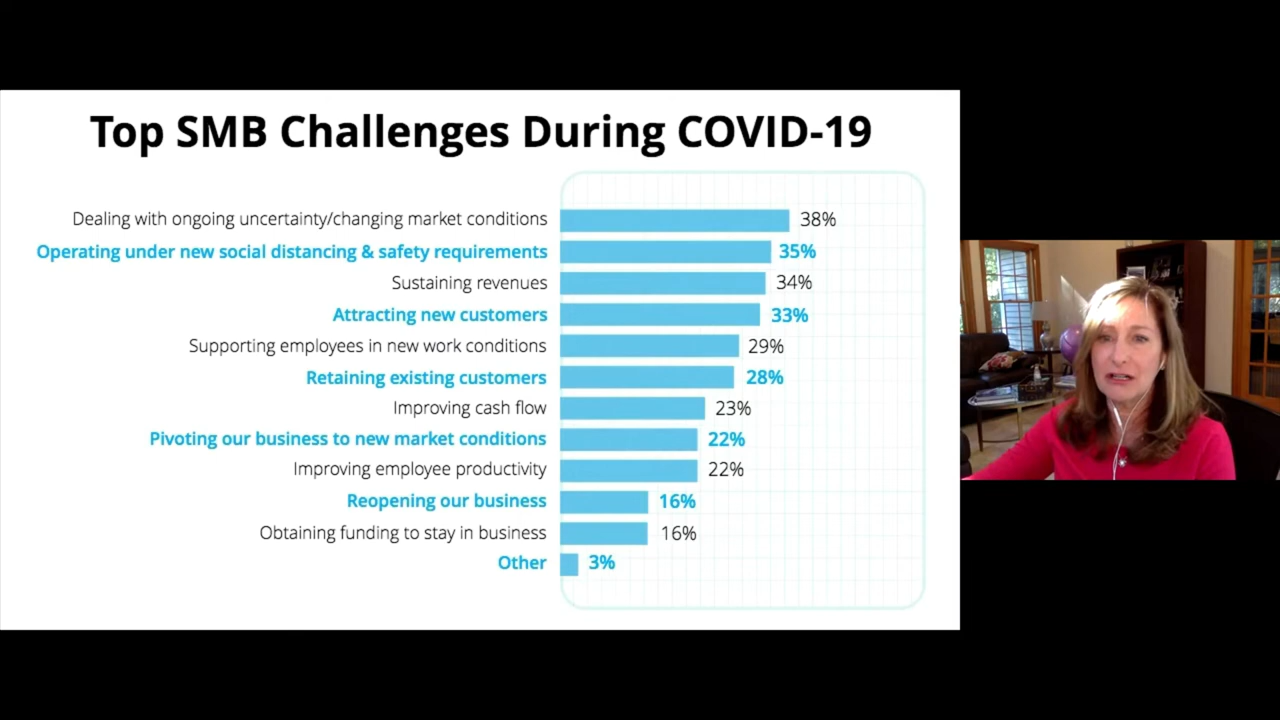 Top SMB Challenges During COVID-19
Dealing with ongoing uncertainty/changing market conditions 38%
Operating under new social distancing & safety requirements 35%
Sustaining revenues 34%
Attracting new customers 33%
Supporting employees in new work conditions 29%
Retaining existing customers 28%
Improving cash flow 23%
Pivoting our business to new market conditions 22%
Improving employee productivity 22%
Reopening our business 16%
Obtaining funding to stay in business 16%
Other 3%